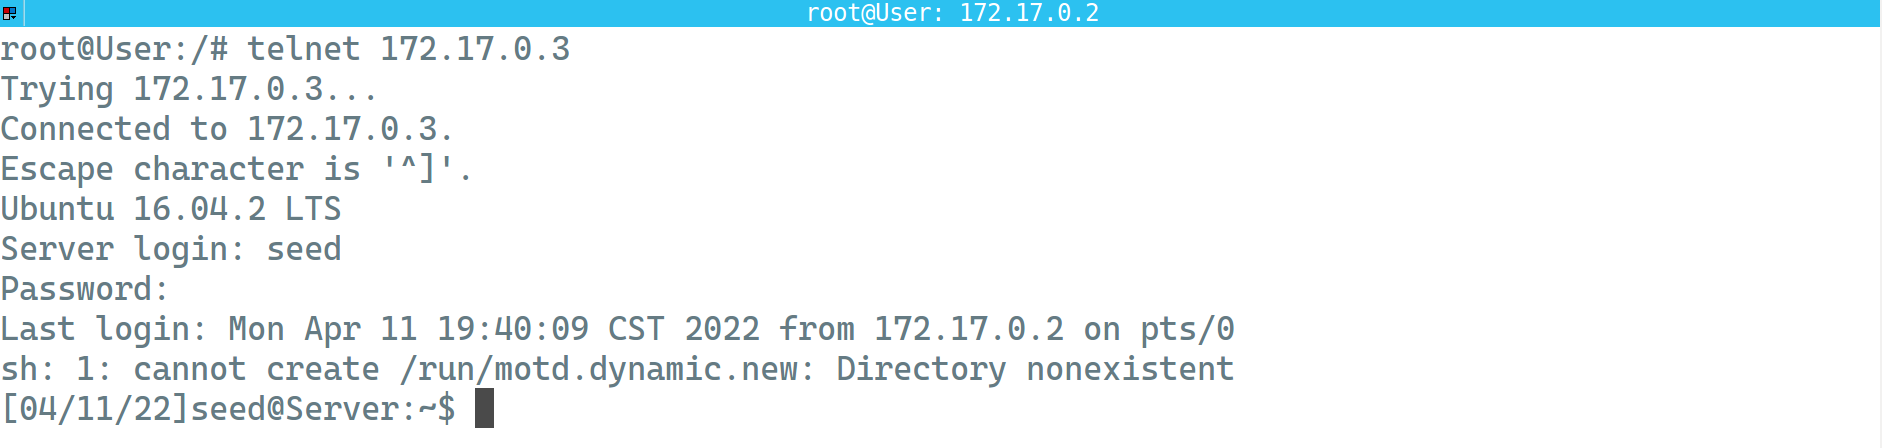 root@User: 172.17.0.2
root@User:/# telnet 172.17.0.3
Trying 172.17.0.3...
Connected to 172.17.0.3.
Escape character is '^]'.
Ubuntu 16.04.2 LTS
Server login: seed
Password:
Last login: Mon Apr 11 19:40:09 CST 2022 from 172.17.0.2 on pts/0
sh: 1: cannot create /run/motd.dynamic.new: Directory nonexistent
[04/11/22]seed@Server:~$